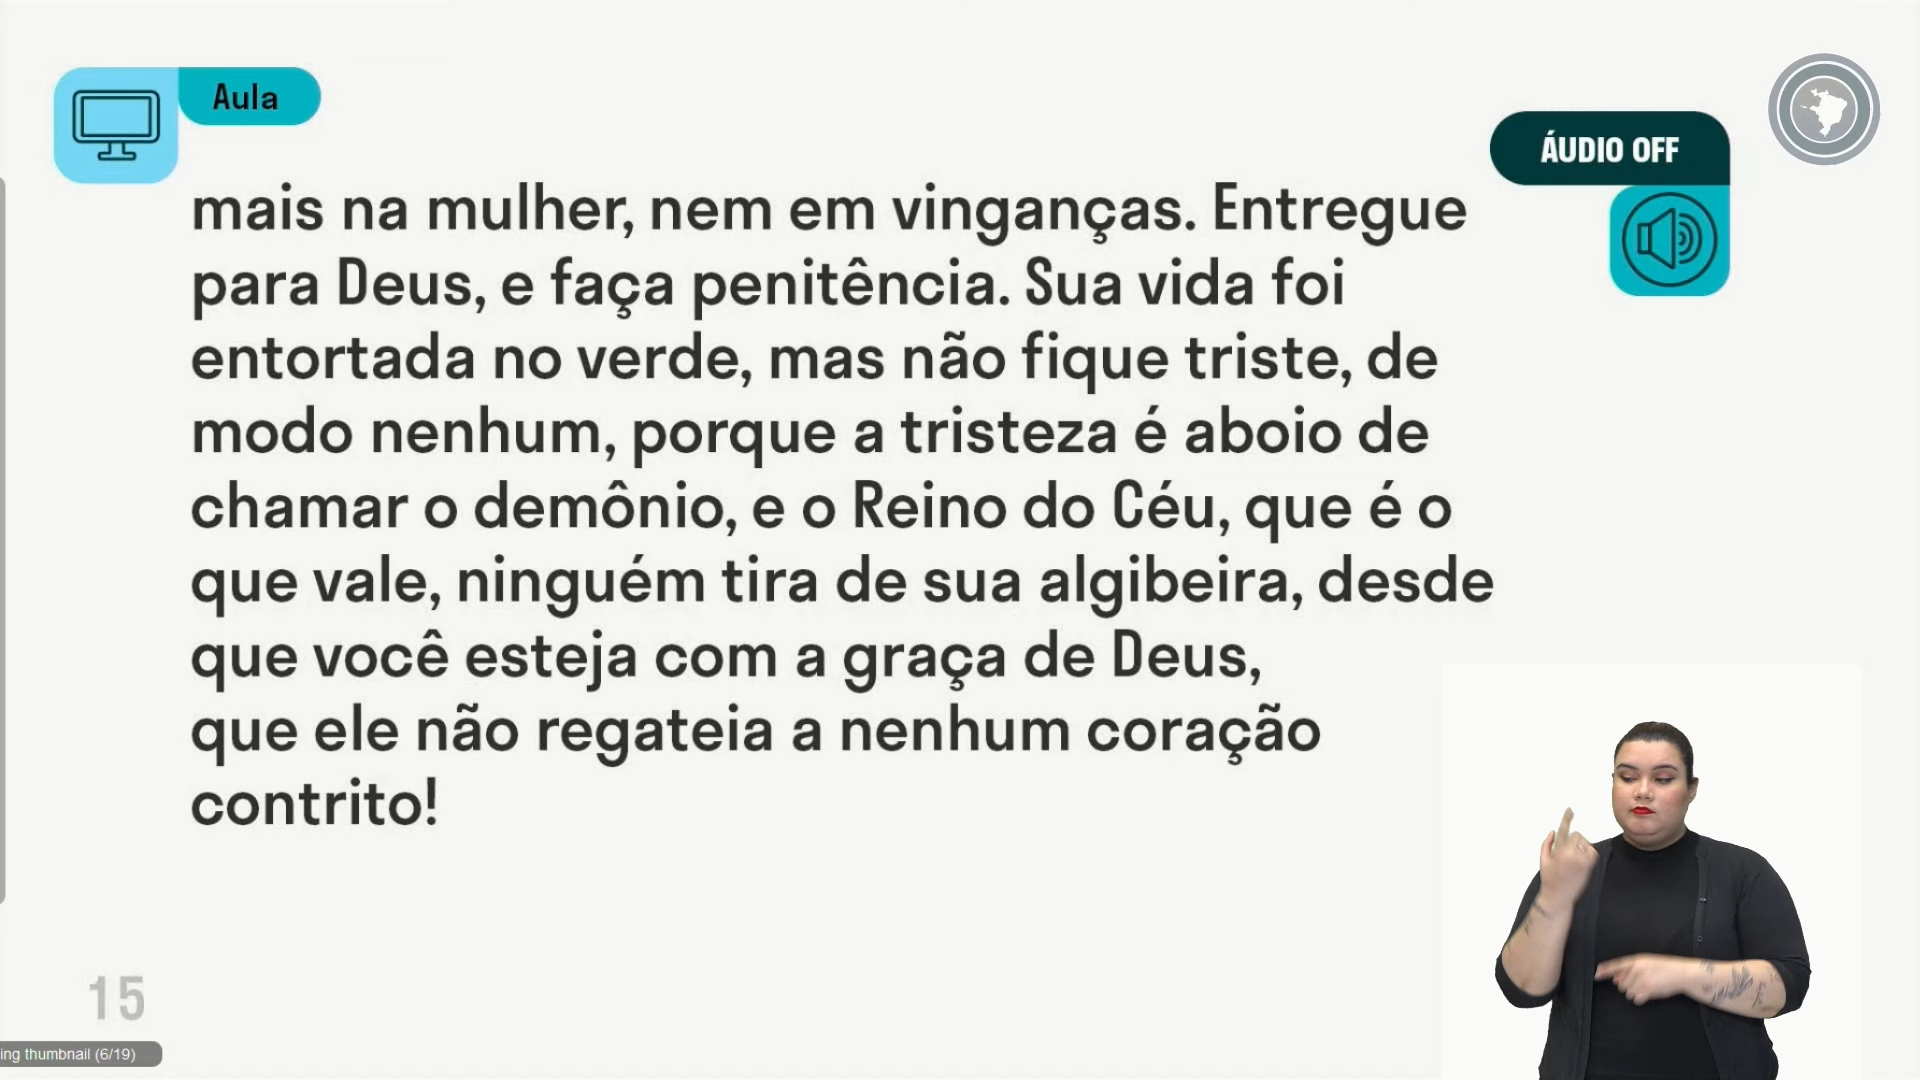 Aula
ÁUDIO OFF
mais na mulher, nem em vinganças. Entregue
para Deus, e faça penitência. Sua vida foi
entortada no verde, mas não fique triste, de
modo nenhum, porque a tristeza é aboio de
chamar o demônio, e o Reino do Céu, que é o
que vale, ninguém tira de sua algibeira, desde
que você esteja com a graça de Deus,
que ele não regateia a nenhum coração
contrito!
15
ing thumbnail (6/19)